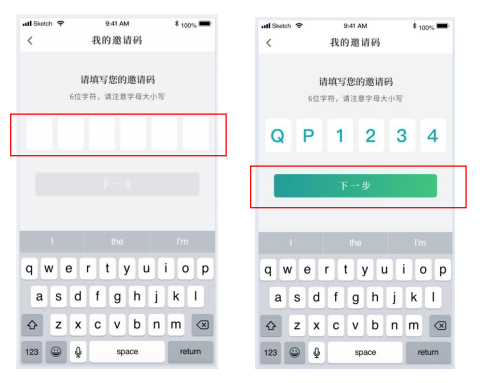 Sketch 9:41 AM 100%
我的邀请码
请填写您的邀请码
6位字符，请注意字母大小写
下一步
I the I'm
q w e r t y u i o p
a s d f g h j k l
z x c v b n m
123 space return
Sketch 9:41 AM 100%
我的邀请码
请填写您的邀请码
6位字符，请注意字母大小写
Q P 1 2 3 4
下一步
I the I'm
q w e r t y u i o p
a s d f g h j k l
z x c v b n m
123 space return